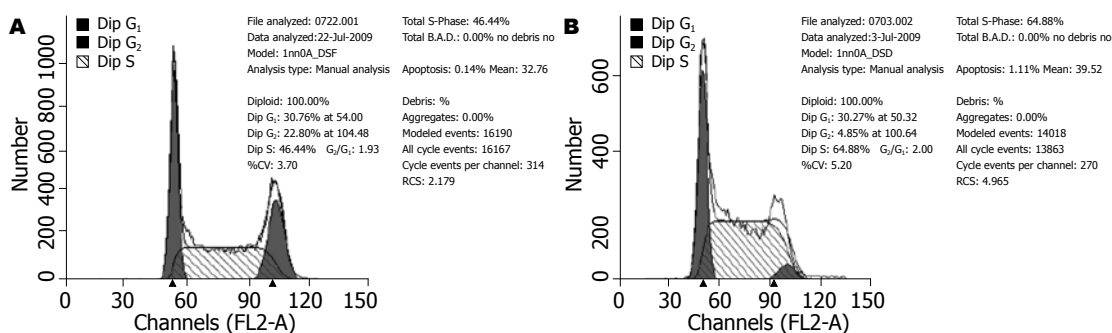 A
Dip G₁
Dip G₂
Dip S
File analyzed: 0722.001
Data analyzed:22-Jul-2009
Model: 1nn0A_DSF
Analysis type: Manual analysis
Diploid: 100.00%
Dip G₁: 30.76% at 54.00
Dip G₂: 22.80% at 104.48
Dip S: 46.44% G₂/G₁: 1.93
%CV: 3.70
Total S-Phase: 46.44%
Total B.A.D.: 0.00% no debris no
Apoptosis: 0.14% Mean: 32.76
Debris: %
Aggregates: 0.00%
Modeled events: 16190
All cycle events: 16167
Cycle events per channel: 314
RCS: 2.179
Number
1000
800
600
400
200
0
0 30 60 90 120 150
Channels (FL2-A)
B
Dip G₁
Dip G₂
Dip S
File analyzed: 0703.002
Data analyzed: 3-Jul-2009
Model: 1nn0A_DSD
Analysis type: Manual analysis
Diploid: 100.00%
Dip G₁: 30.27% at 50.32
Dip G₂: 4.85% at 100.64
Dip S: 64.88% G₂/G₁: 2.00
%CV: 5.20
Total S-Phase: 64.88%
Total B.A.D.: 0.00% no debris no
Apoptosis: 1.11% Mean: 39.52
Debris: %
Aggregates: 0.00%
Modeled events: 14018
All cycle events: 13863
Cycle events per channel: 270
RCS: 4.965
Number
600
400
200
0
0 30 60 90 120 150
Channels (FL2-A)